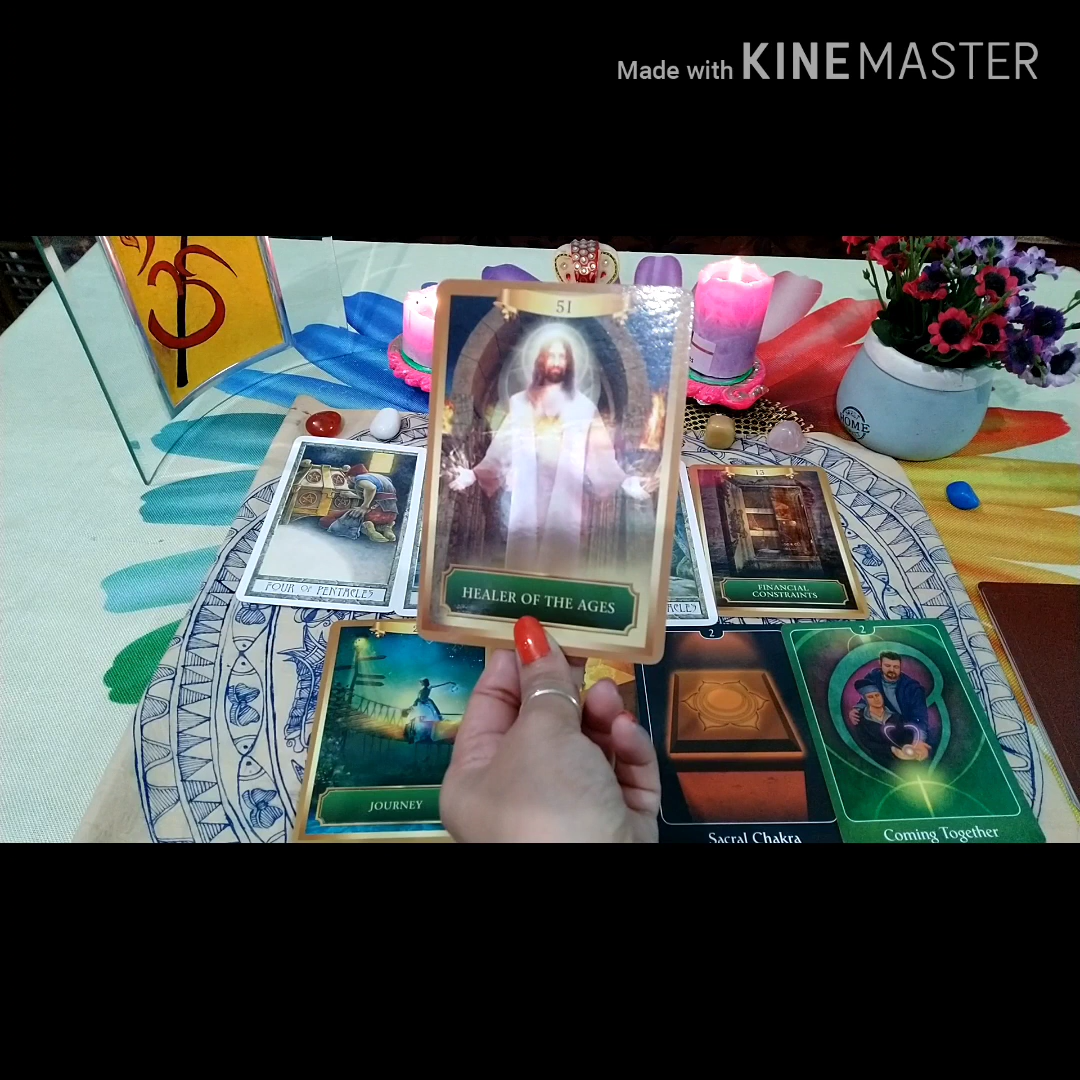 Made with KINEMASTER
51
HEALER OF THE AGES
HOME
FOUR OF PENTACLES
13
FINANCIAL
CONSTRAINTS
JOURNEY
2
Sacral Chakra
2
Coming Together